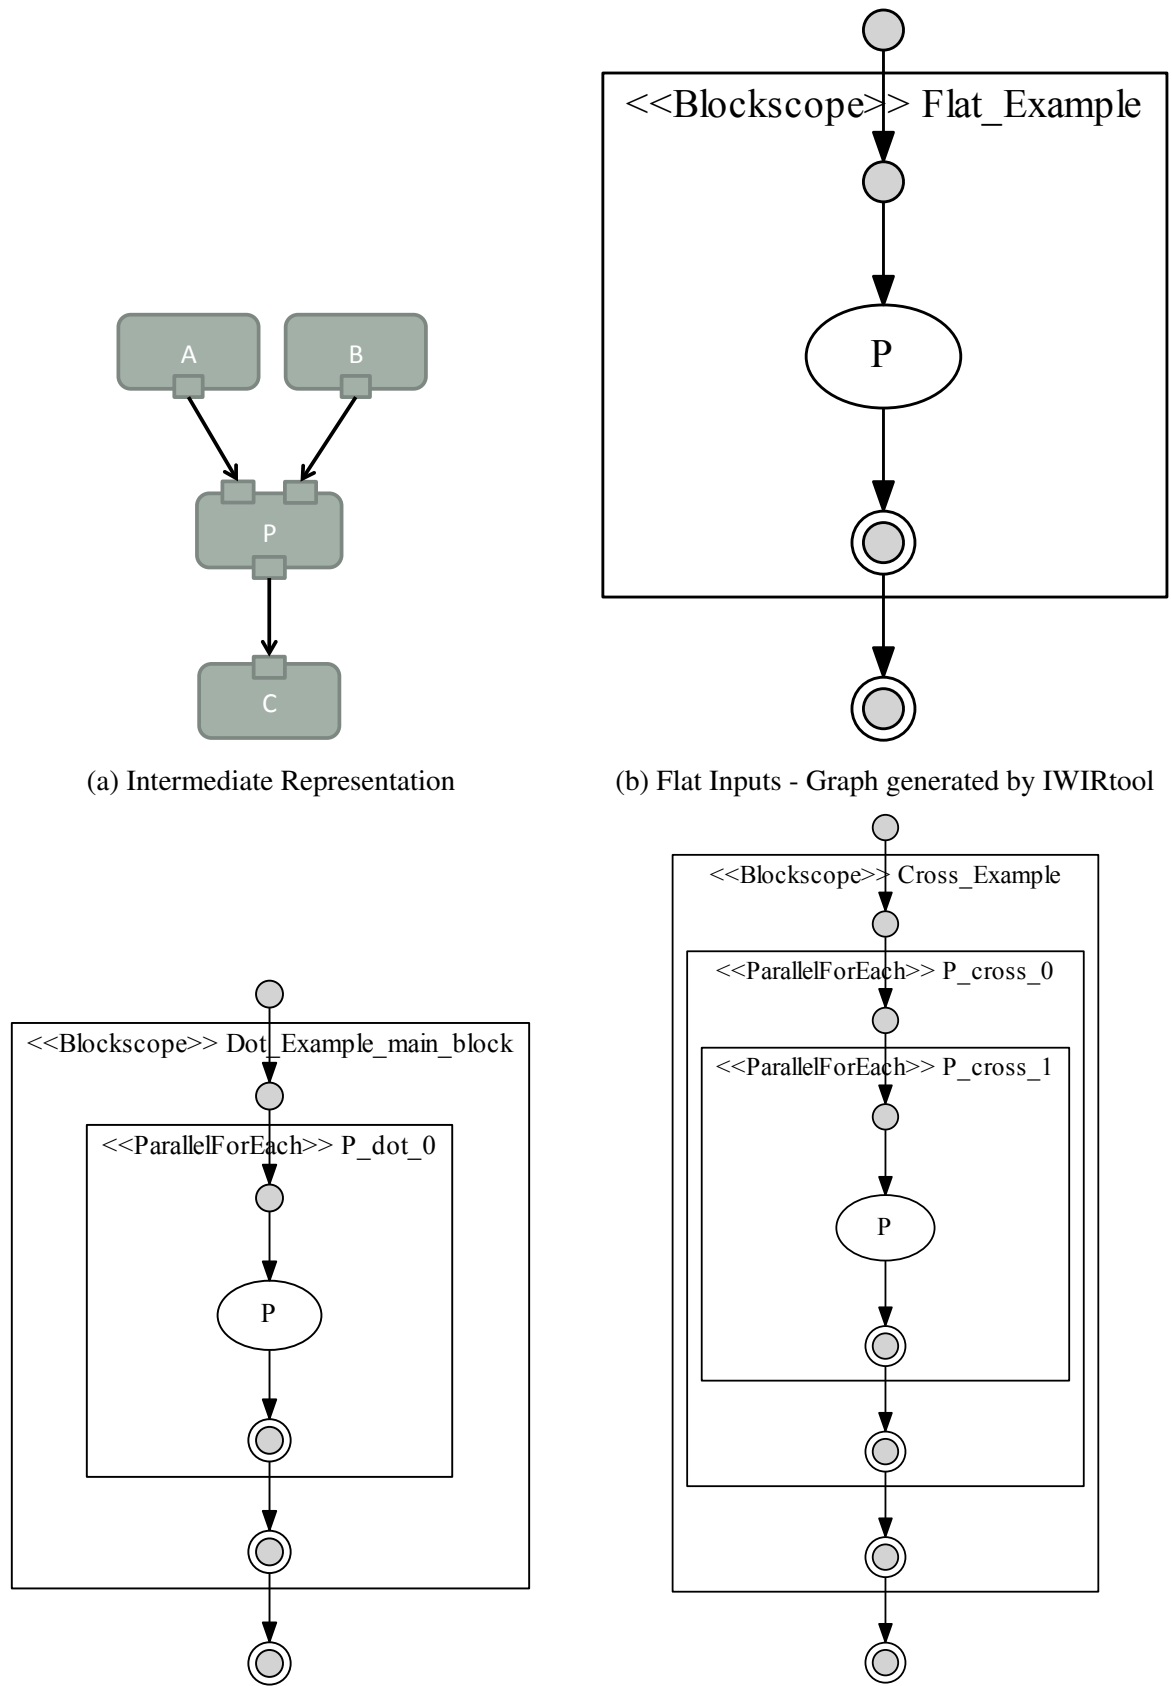 A
B
P
C
(a) Intermediate Representation
<<Blockscope>> Flat_Example
P
(b) Flat Inputs - Graph generated by IWIRtool
<<Blockscope>> Dot_Example_main_block
<<ParallelForEach>> P_dot_0
P
<<Blockscope>> Cross_Example
<<ParallelForEach>> P_cross_0
<<ParallelForEach>> P_cross_1
P